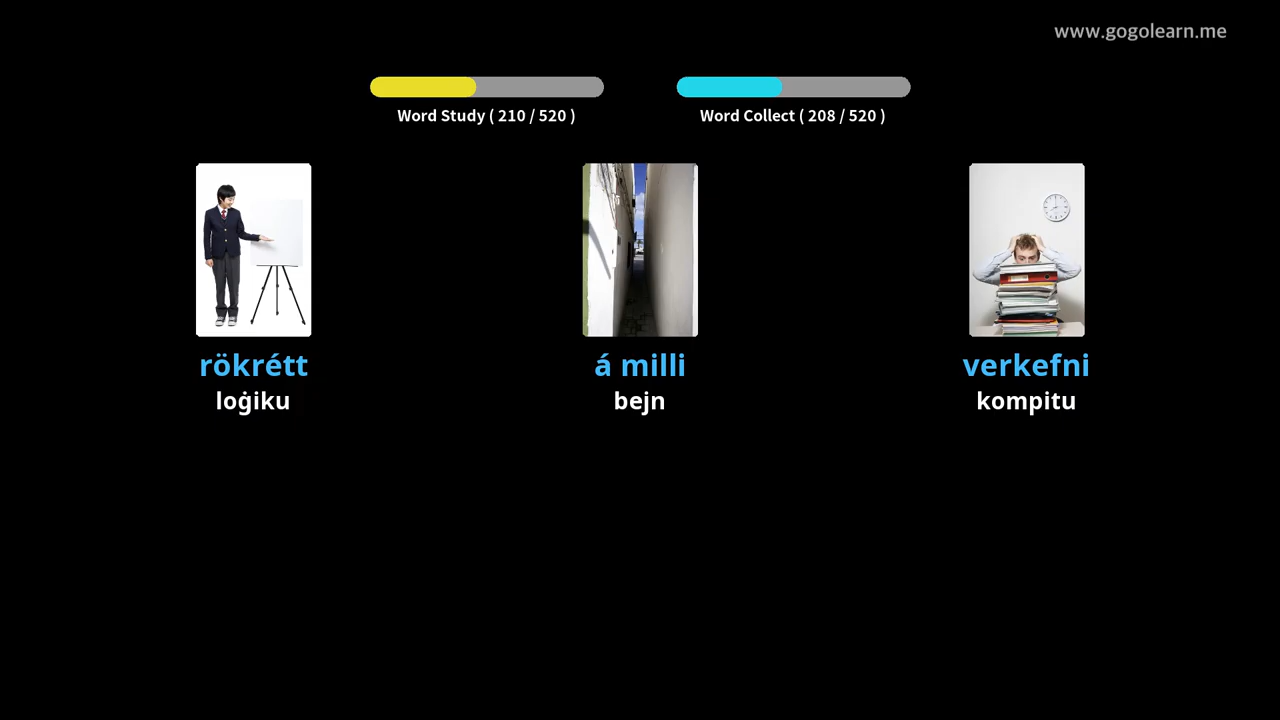 www.gogolearn.me
Word Study ( 210 / 520 )
Word Collect ( 208 / 520 )
rökrétt
loġiku
á milli
bejn
verkefni
kompitu